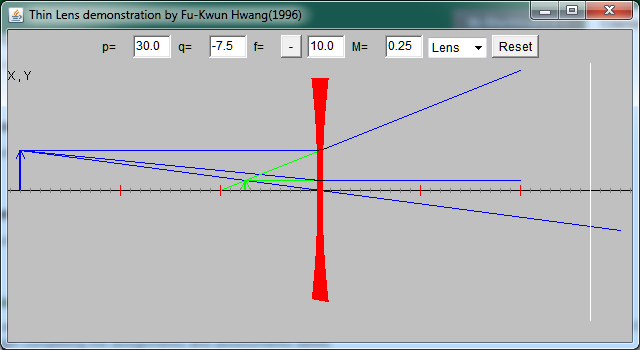 Thin Lens demonstration by Fu-Kwun Hwang(1996)
p= 30.0 q= -7.5 f= - 10.0 M= 0.25 Lens Reset
X,Y